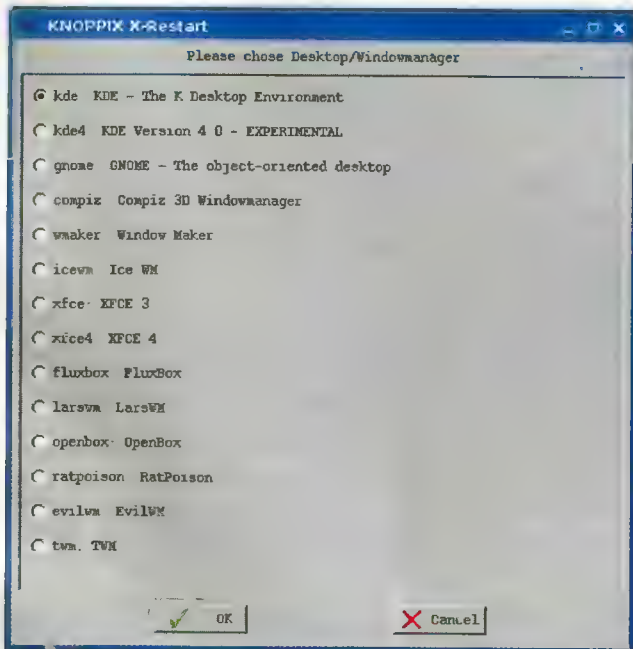 KNOPPIX X-Restart
Please chose Desktop/Windowmanager
kde KDE - The K Desktop Environment
kde4 KDE Version 4 0 - EXPERIMENTAL
gnome GNOME - The object-oriented desktop
compiz Compiz 3D Windowmanager
wmaker Window Maker
icewm Ice WM
xfce· XFCE 3
xfce4 XFCE 4
fluxbox FluxBox
larswm LarsWM
openbox· OpenBox
ratpoison RatPoison
evilwm EvilWM
twm. TWM
OK Cancel